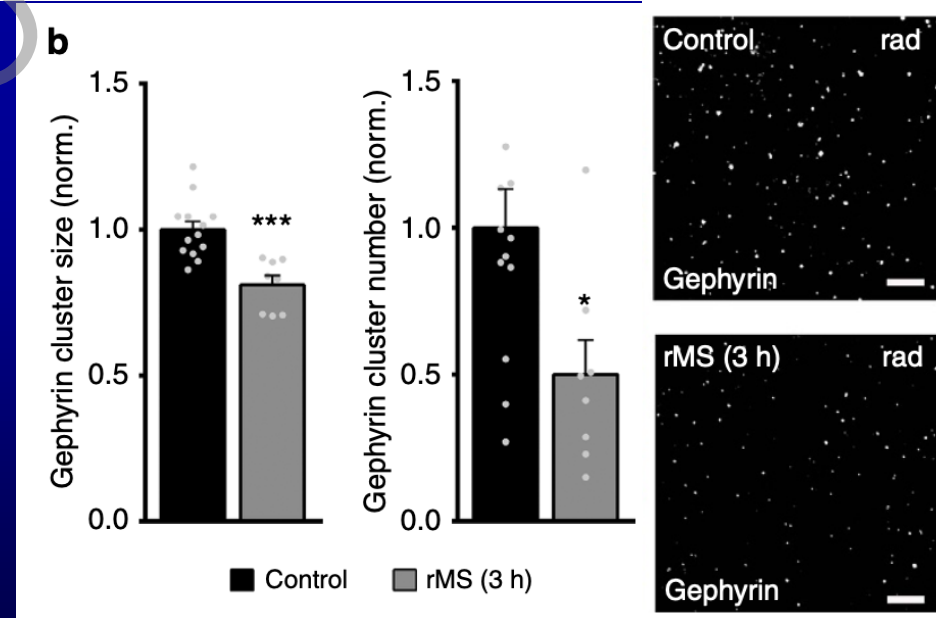 b
Gephyrin cluster size (norm.)
1.5
1.0
0.5
0.0
***
Gephyrin cluster number (norm.)
1.5
1.0
0.5
0.0
*
Control
rMS (3 h)
Control rad
Gephyrin
rMS (3 h) rad
Gephyrin